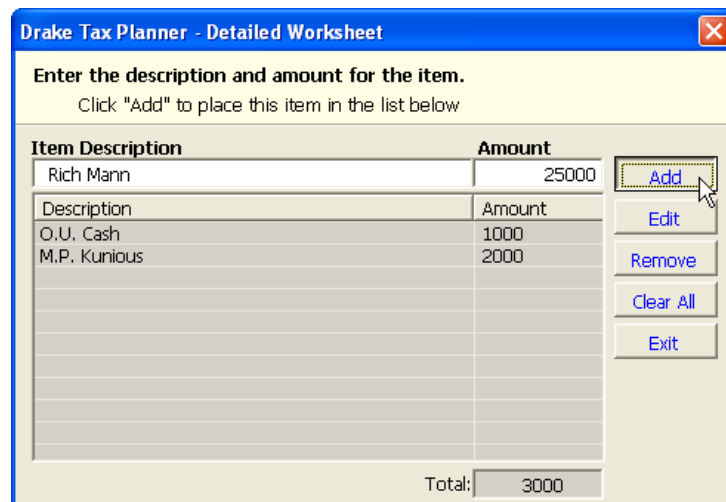 Drake Tax Planner - Detailed Worksheet
Enter the description and amount for the item.
Click "Add" to place this item in the list below
Item Description Amount
Rich Mann 25000 Add
Description Amount Edit
O.U. Cash 1000
M.P. Kunious 2000 Remove
Clear All
Exit
Total: 3000